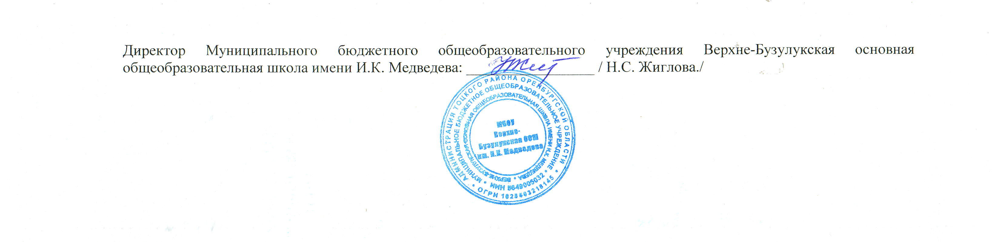 Директор Муниципального бюджетного общеобразовательного учреждения Верхне-Бузулукская основная
общеобразовательная школа имени И.К. Медведева: ________________ / Н.С. Жиглова./
АДМИНИСТРАЦИЯ ТОЦКОГО РАЙОНА ОРЕНБУРГСКОЙ ОБЛАСТИ
• ОГРН
МУНИЦИПАЛЬНОЕ БЮДЖЕТНОЕ ОБЩЕОБРАЗОВАТЕЛЬНОЕ УЧРЕЖДЕНИЕ
• ИНН 5649005032 •
ВЕРХНЕ-БУЗУЛУКСКАЯ ОСНОВНАЯ ОБЩЕОБРАЗОВАТЕЛЬНАЯ ШКОЛА ИМЕНИ И.К. МЕДВЕДЕВА •
МБОУ
Верхне-
Бузулукская ООШ
им. И.К. Медведева